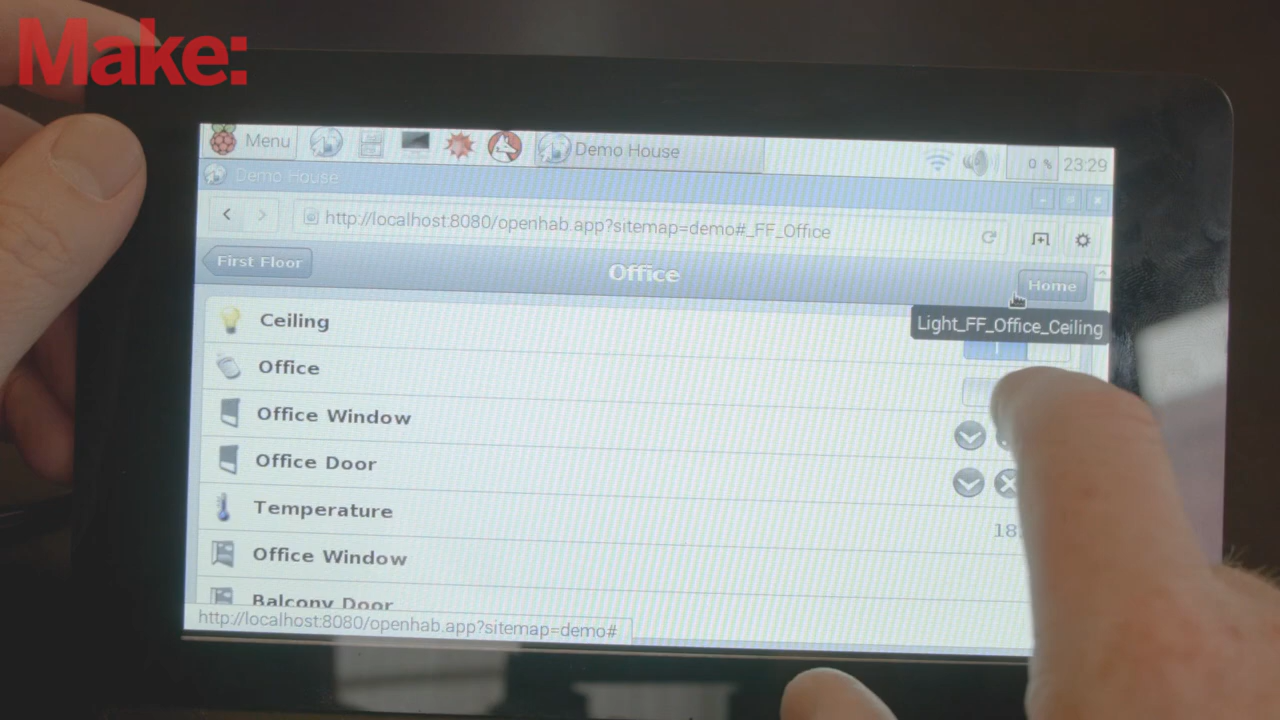 Make:
Menu
Demo House
0 %
23:29
Demo House
http://localhost:8080/openhab.app?sitemap=demo#_FF_Office
First Floor
Office
Home
Light_FF_Office_Ceiling
Ceiling
Office
Office Window
Office Door
Temperature
18.
Office Window
Balcony Door
http://localhost:8080/openhab.app?sitemap=demo#